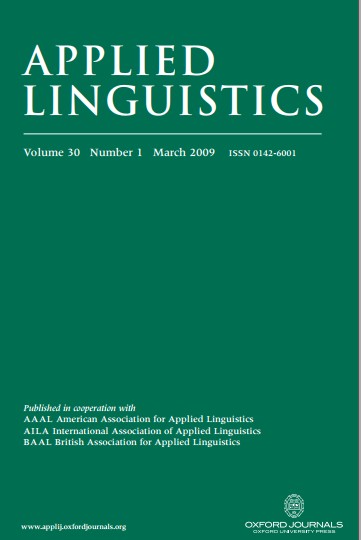 APPLIED
LINGUISTICS
Volume 30 Number 1 March 2009 ISSN 0142-6001
Published in cooperation with
AAAL American Association for Applied Linguistics
AILA International Association of Applied Linguistics
BAAL British Association for Applied Linguistics
www.applij.oxfordjournals.org
OXFORD JOURNALS
OXFORD UNIVERSITY PRESS